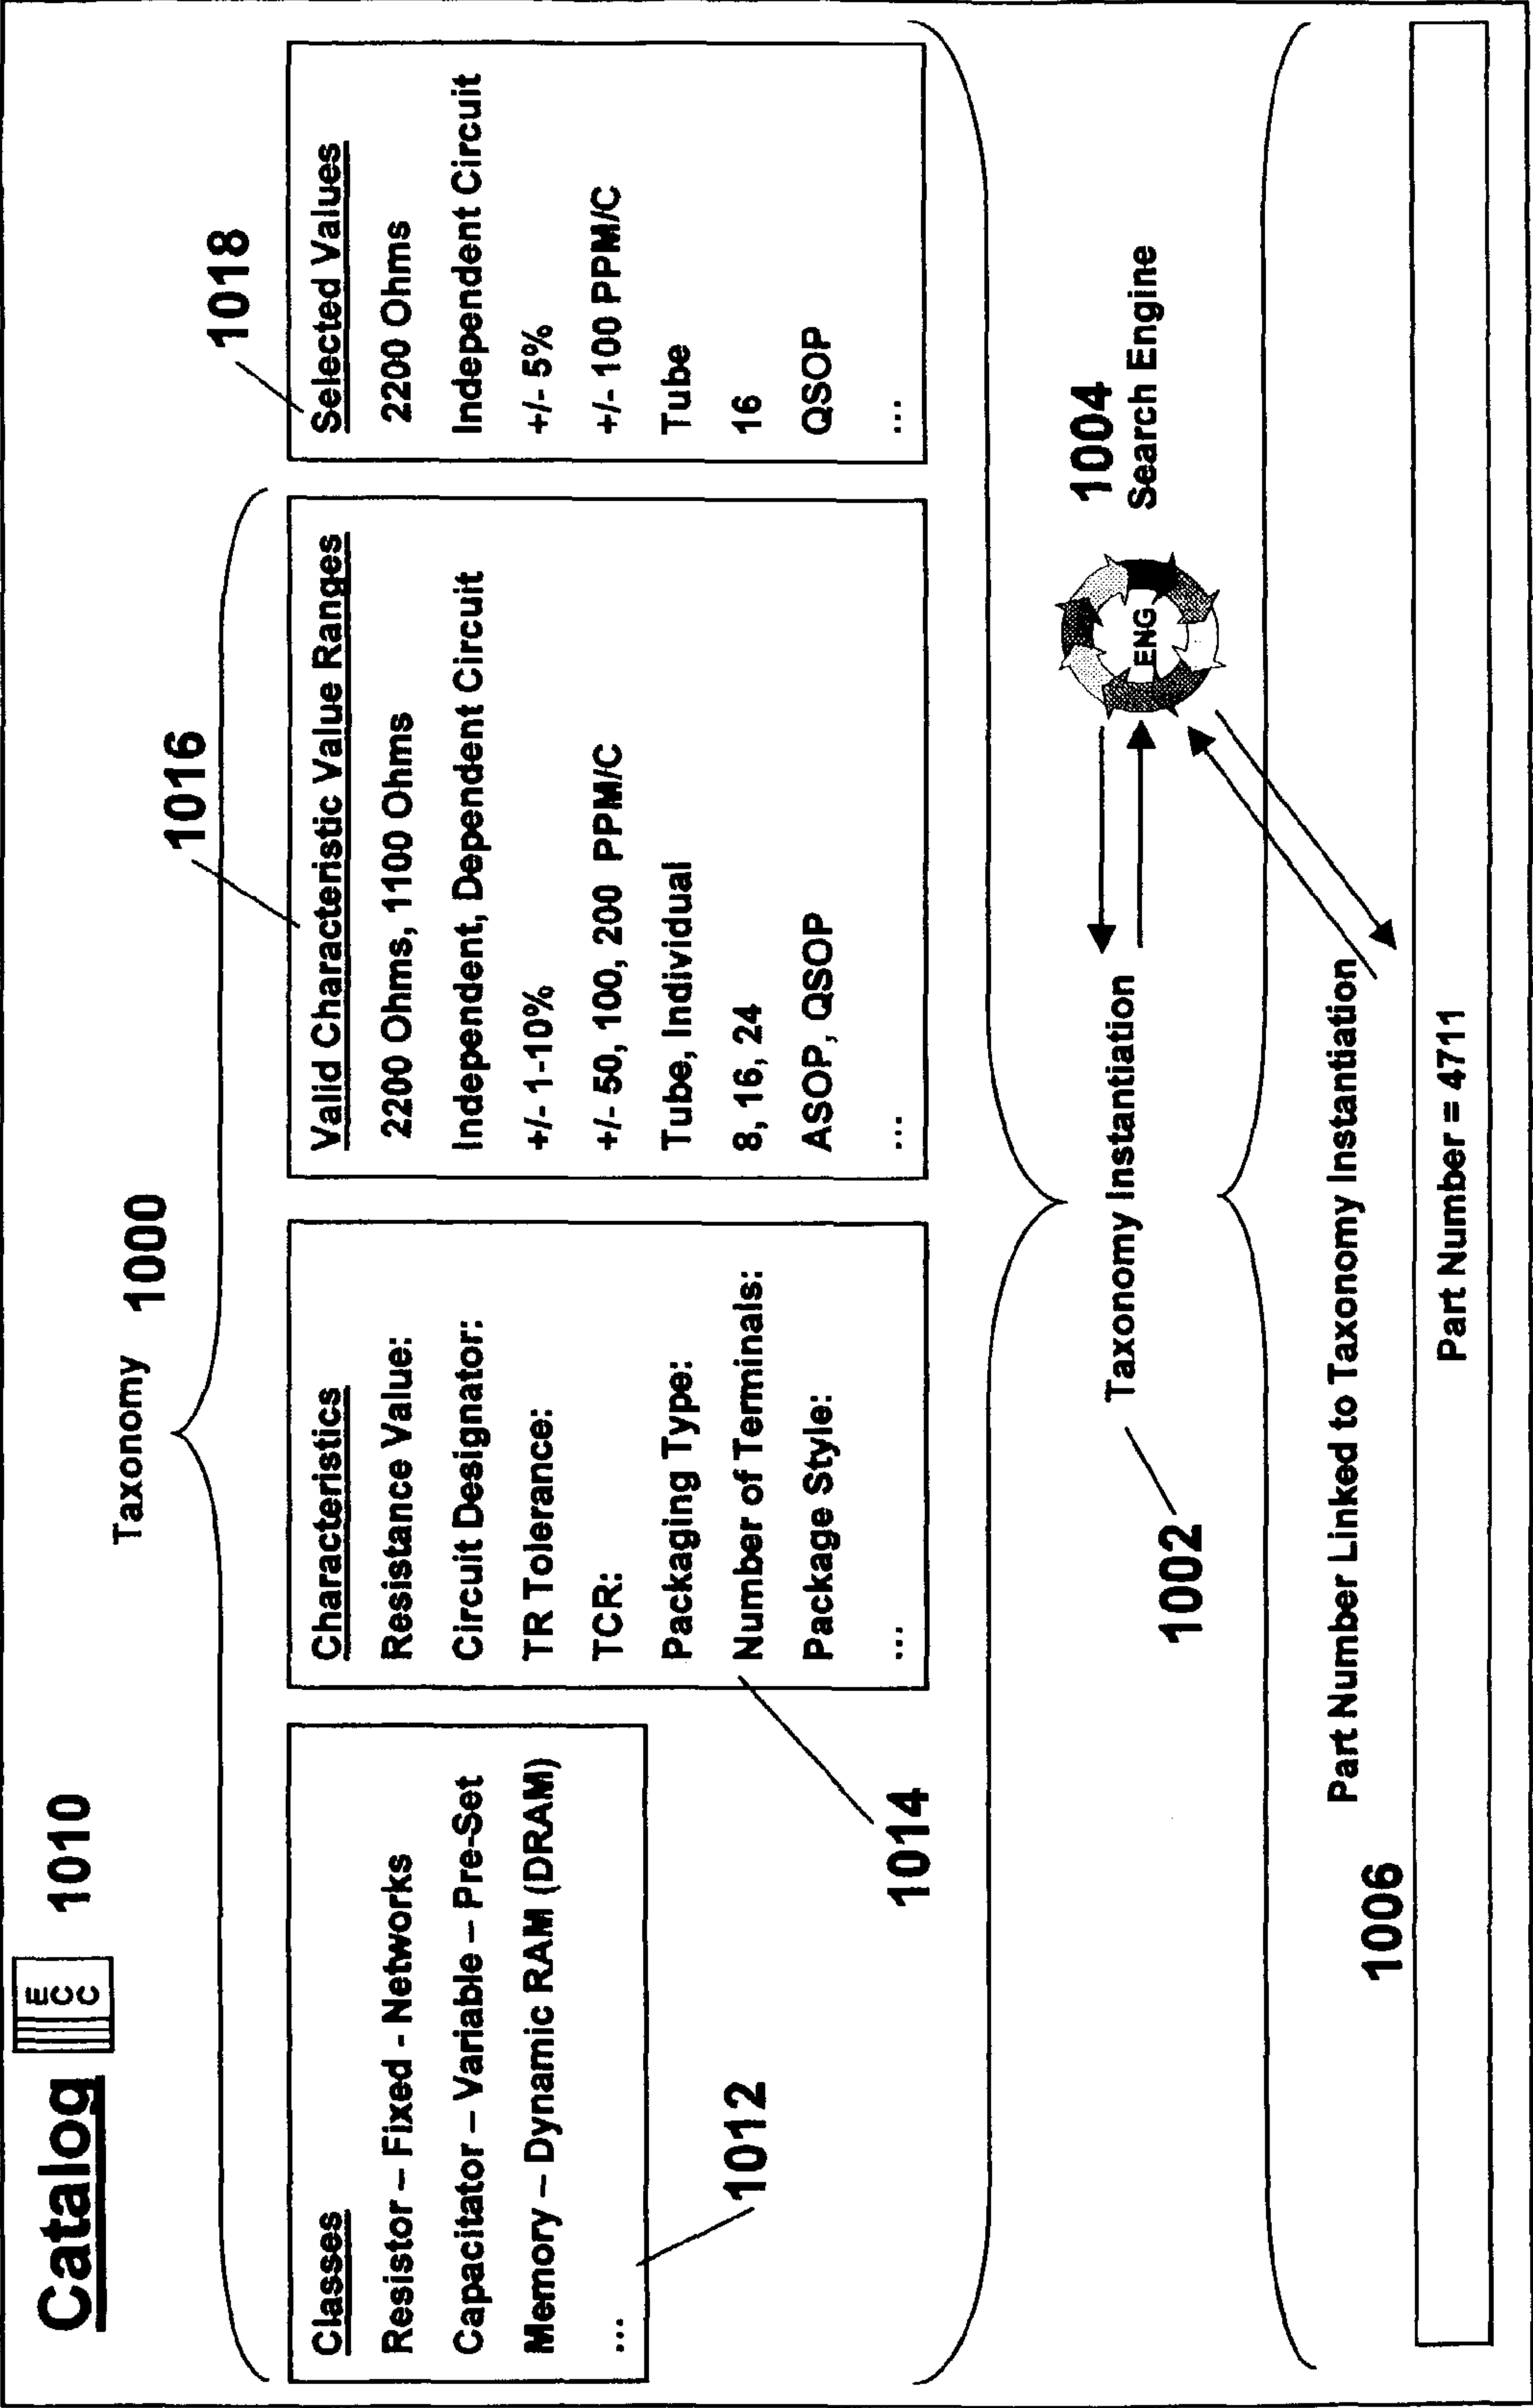 Catalog
E
C
C
1010
Taxonomy 1000
1016
1018
Classes
Resistor – Fixed - Networks
Capacitator – Variable – Pre-Set
Memory – Dynamic RAM (DRAM)
...
1012
Characteristics
Resistance Value:
Circuit Designator:
TR Tolerance:
TCR:
Packaging Type:
Number of Terminals:
Package Style:
...
1014
Valid Characteristic Value Ranges
2200 Ohms, 1100 Ohms
Independent, Dependent Circuit
+/- 1-10%
+/- 50, 100, 200 PPM/C
Tube, Individual
8, 16, 24
ASOP, QSOP
...
Selected Values
2200 Ohms
Independent Circuit
+/- 5%
+/- 100 PPM/C
Tube
16
QSOP
...
1002
Taxonomy Instantiation
ENG
1004
Search Engine
1006
Part Number Linked to Taxonomy Instantiation
Part Number = 4711